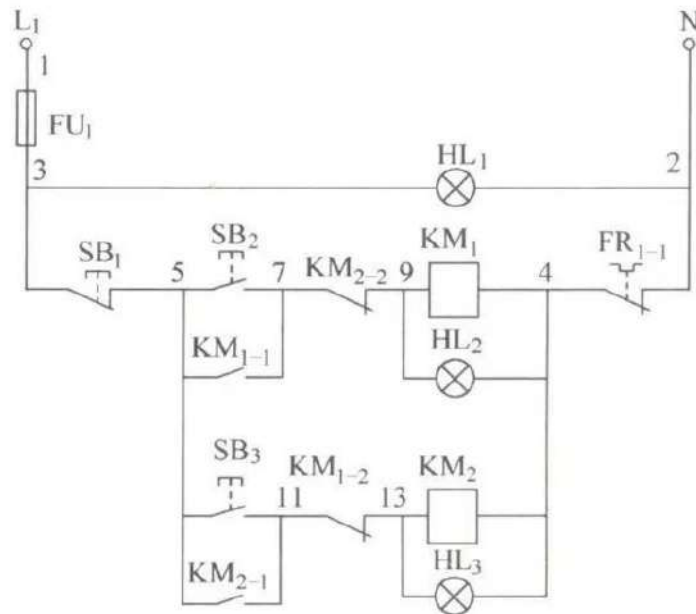 L₁ N
1
FU₁
3 HL₁ 2
SB₁ 5 SB₂ 7 KM₂₋₂ 9 KM₁ 4 FR₁₋₁
KM₁₋₁ HL₂
SB₃ 11 KM₁₋₂ 13 KM₂
KM₂₋₁ HL₃